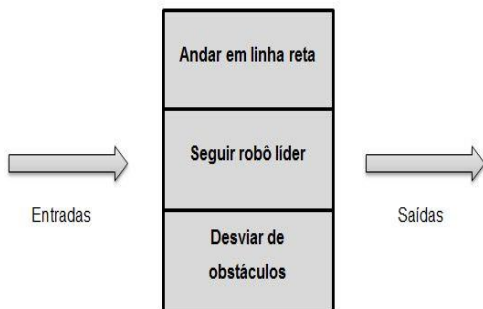 Andar em linha reta
Seguir robô líder
Entradas
Saídas
Desviar de
obstáculos